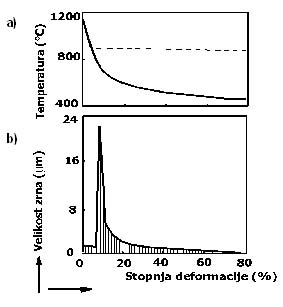 a)
Temperatura (°C)
1200
800
400
b)
Velikost zrna (µm)
24
16
8
0
0 20 40 60 80
Stopnja deformacije (%)